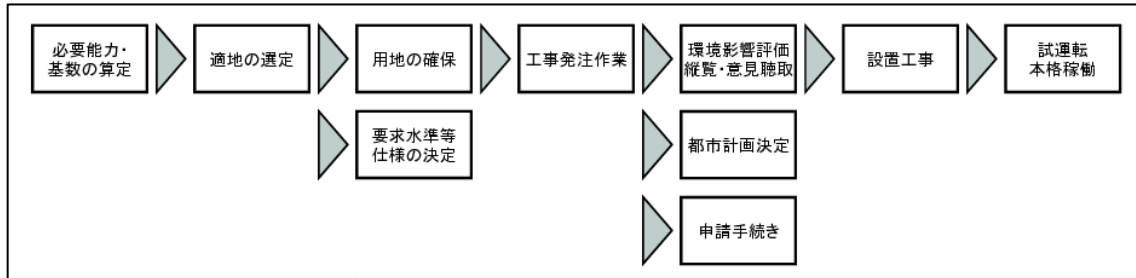 必要能力・
基数の算定
適地の選定
用地の確保
工事発注作業
環境影響評価
縦覧・意見聴取
設置工事
試運転
本格稼働
要求水準等
仕様の決定
都市計画決定
申請手続き